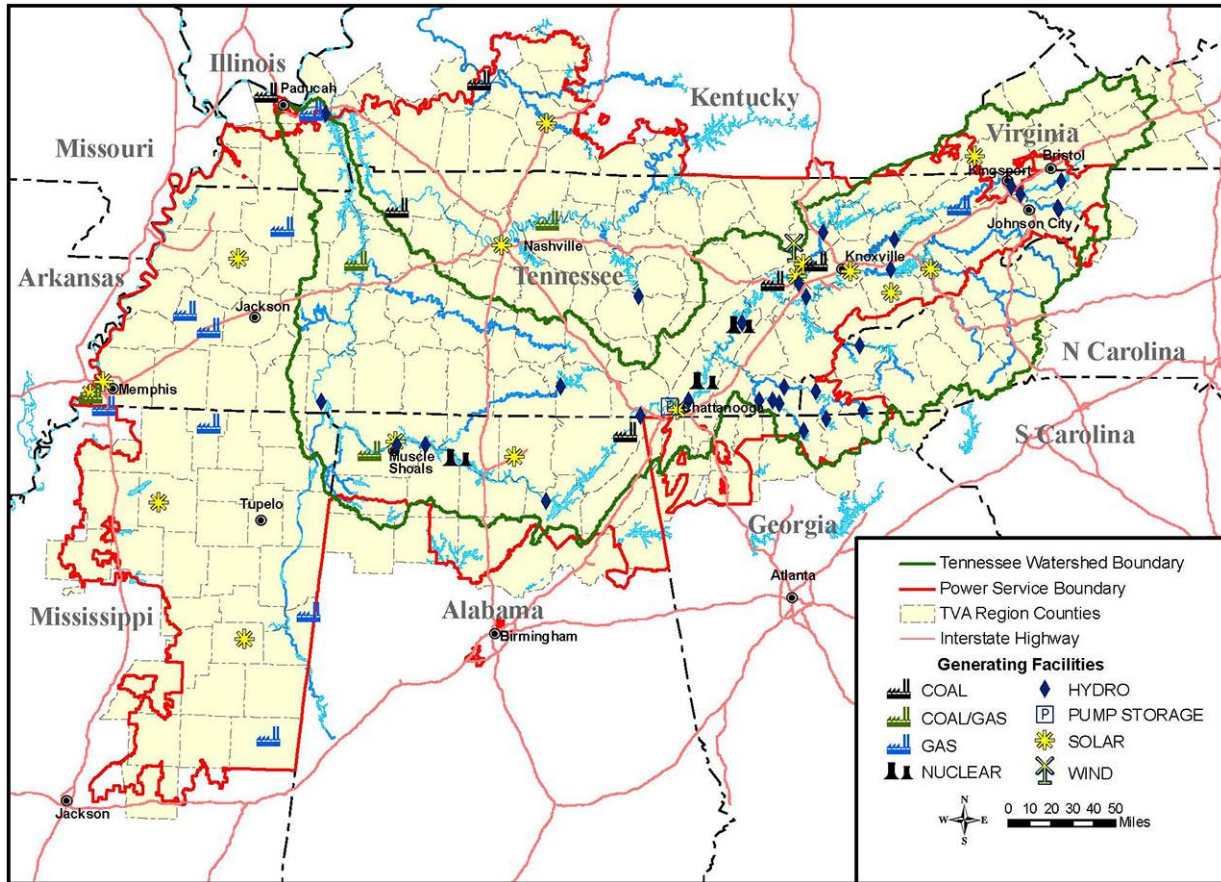 Illinois
Paducah
Kentucky
Missouri
Virginia
Bristol
Kingsport
Johnson City
Nashville
Tennessee
Knoxville
Arkansas
Jackson
Memphis
N Carolina
Chattanooga
S Carolina
Muscle
Shoals
Tupelo
Georgia
Atlanta
Mississippi
Alabama
Birmingham
Jackson
Tennessee Watershed Boundary
Power Service Boundary
TVA Region Counties
Interstate Highway
Generating Facilities
COAL
HYDRO
COAL/GAS
P PUMP STORAGE
GAS
SOLAR
NUCLEAR
WIND
N
W E
S
0 10 20 30 40 50
Miles
P